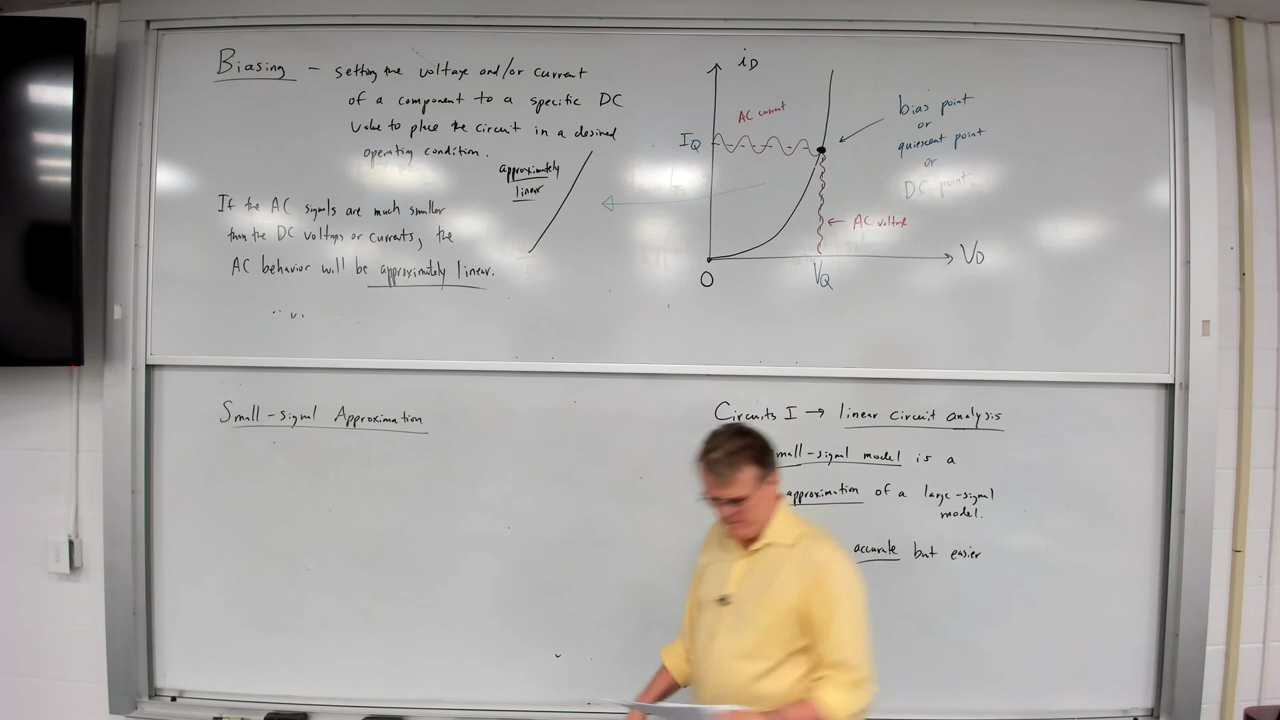 Biasing – setting the voltage and/or current
of a component to a specific DC
value to place the circuit in a desired
operating condition.
approximately
linear
If the AC signals are much smaller
than the DC voltages or currents, the
AC behavior will be approximately linear.
iD
AC current
IQ
bias point
or
quiescent point
or
DC point
AC voltage
O
VQ
VD
Small-signal Approximation
Circuits I → linear circuit analysis
mall-signal model is a
approximation of a large-signal
model.
accurate but easier